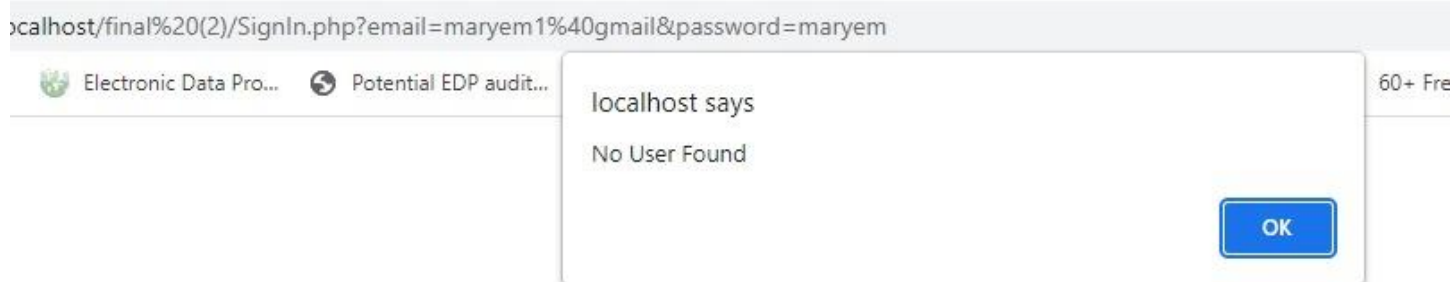 ocalhost/final%20(2)/SignIn.php?email=maryem1%40gmail&password=maryem
Electronic Data Pro... Potential EDP audit... 60+ Fre
localhost says
No User Found
OK